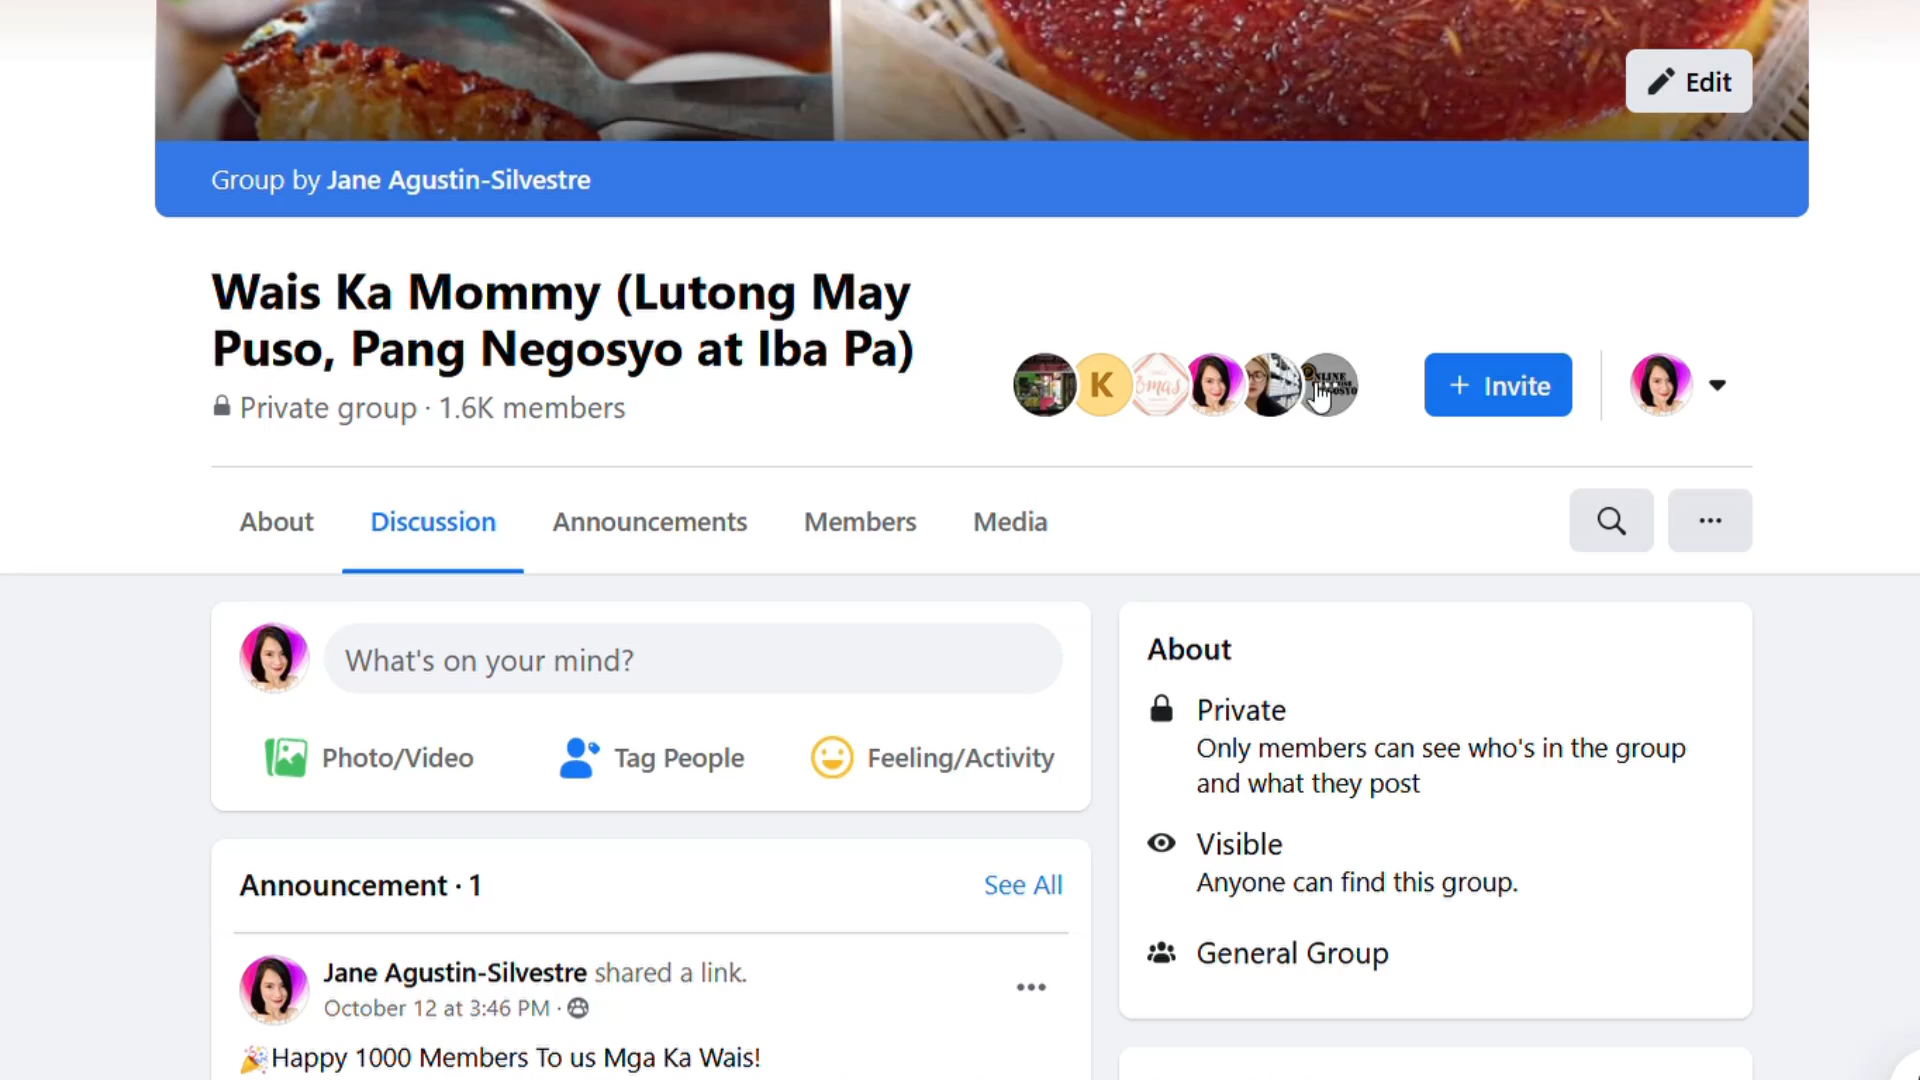 Edit
Group by Jane Agustin-Silvestre
Wais Ka Mommy (Lutong May
Puso, Pang Negosyo at Iba Pa)
Private group · 1.6K members
K
+ Invite
About
Discussion
Announcements
Members
Media
What's on your mind?
Photo/Video
Tag People
Feeling/Activity
Announcement · 1
See All
Jane Agustin-Silvestre shared a link.
October 12 at 3:46 PM ·
Happy 1000 Members To us Mga Ka Wais!
About
Private
Only members can see who's in the group
and what they post
Visible
Anyone can find this group.
General Group